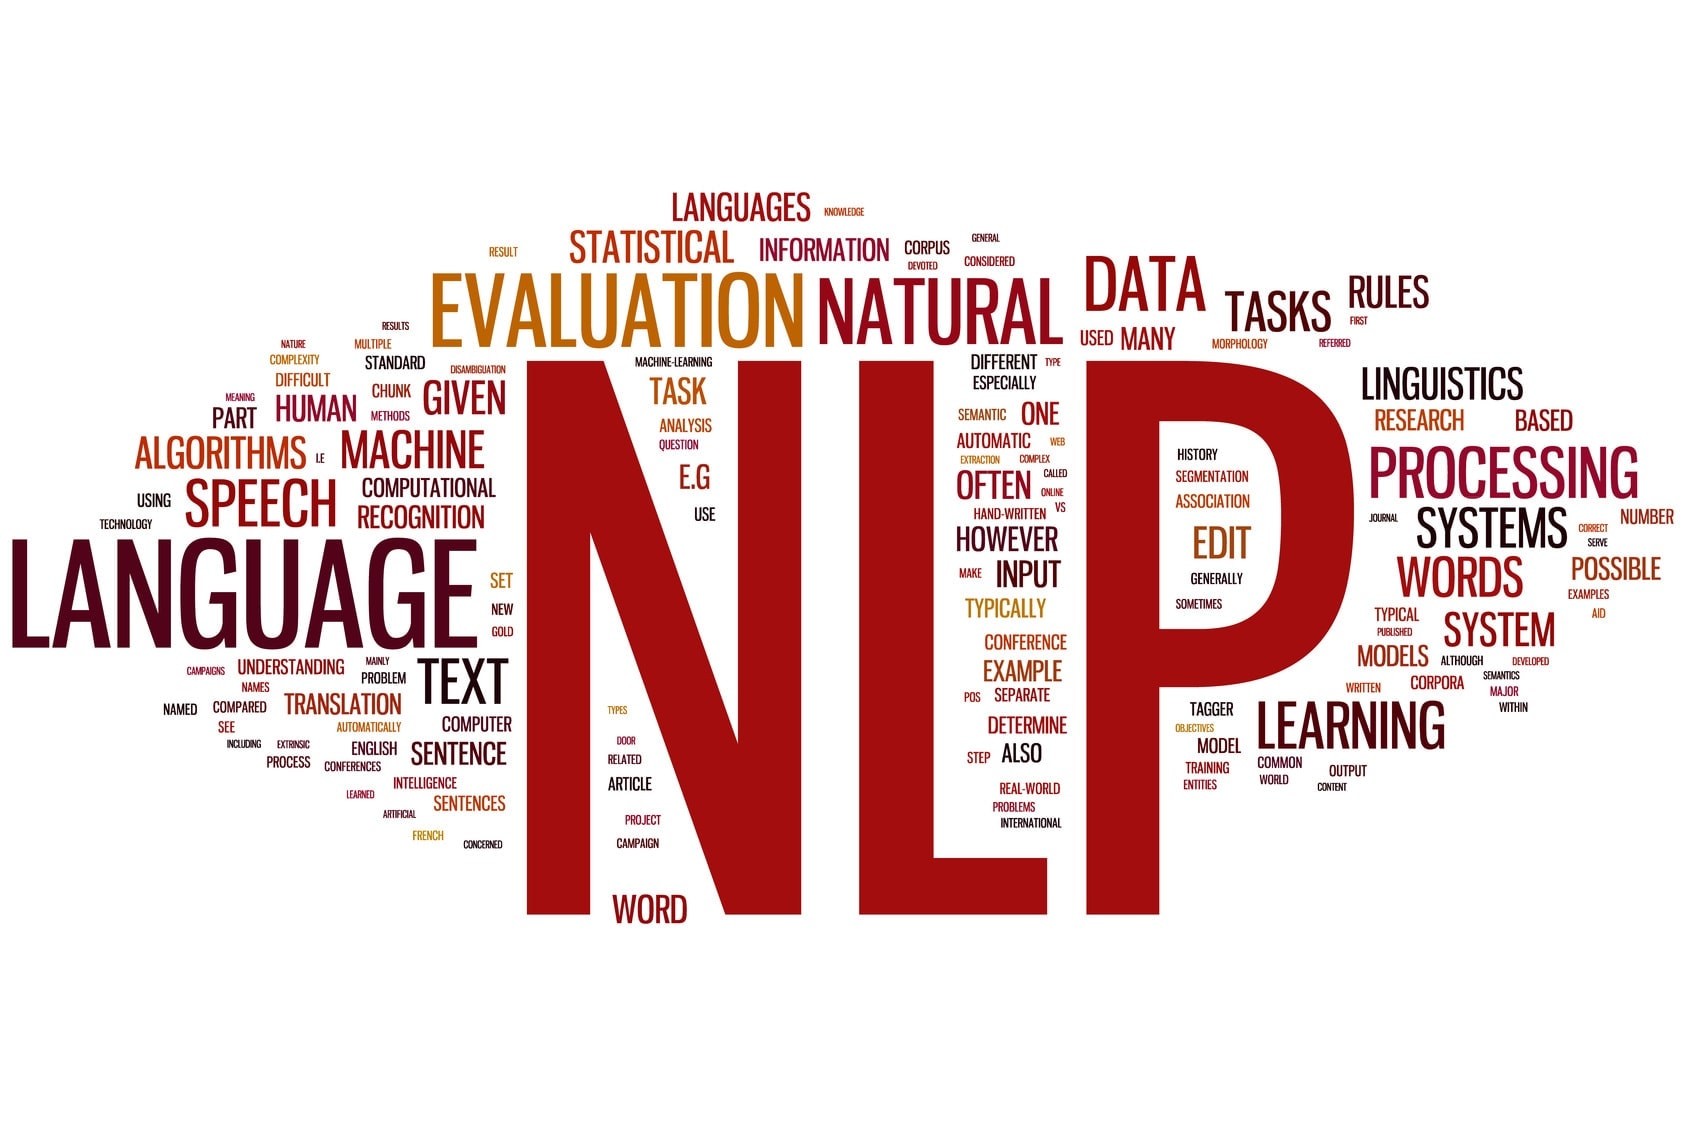 LANGUAGES
KNOWLEDGE
RESULT
STATISTICAL
INFORMATION
CORPUS
GENERAL
DEVOTED
CONSIDERED
EVALUATION
NATURAL
DATA
TASKS
RULES
FIRST
USED
MANY
MORPHOLOGY
REFERRED
RESULTS
NATURE
MULTIPLE
COMPLEXITY
STANDARD
DISAMBIGUATION
DIFFICULT
CHUNK
GIVEN
MEANING
HUMAN
METHODS
PART
ALGORITHMS
I.E
MACHINE
USING
SPEECH
COMPUTATIONAL
TECHNOLOGY
RECOGNITION
LANGUAGE
SET
NEW
GOLD
CAMPAIGNS
UNDERSTANDING
MAINLY
PROBLEM
TEXT
NAMES
NAMED
COMPARED
TRANSLATION
SEE
AUTOMATICALLY
COMPUTER
INCLUDING
EXTRINSIC
ENGLISH
SENTENCE
PROCESS
CONFERENCES
INTELLIGENCE
LEARNED
SENTENCES
ARTIFICIAL
FRENCH
CONCERNED
NLP
MACHINE-LEARNING
TASK
ANALYSIS
QUESTION
E.G
USE
TYPES
DOOR
RELATED
ARTICLE
PROJECT
CAMPAIGN
WORD
DIFFERENT
TYPE
ESPECIALLY
SEMANTIC
ONE
AUTOMATIC
WEB
EXTRACTION
COMPLEX
OFTEN
CALLED
ONLINE
HAND-WRITTEN
VS
HOWEVER
MAKE
INPUT
TYPICALLY
CONFERENCE
EXAMPLE
POS
SEPARATE
DETERMINE
STEP
ALSO
REAL-WORLD
PROBLEMS
INTERNATIONAL
HISTORY
SEGMENTATION
ASSOCIATION
EDIT
GENERALLY
SOMETIMES
LINGUISTICS
RESEARCH
BASED
PROCESSING
JOURNAL
SYSTEMS
CORRECT
NUMBER
SERVE
WORDS
POSSIBLE
EXAMPLES
TYPICAL
AID
PUBLISHED
SYSTEM
MODELS
ALTHOUGH
DEVELOPED
SEMANTICS
WRITTEN
CORPORA
MAJOR
WITHIN
TAGGER
OBJECTIVES
LEARNING
MODEL
TRAINING
COMMON
OUTPUT
ENTITIES
WORLD
CONTENT